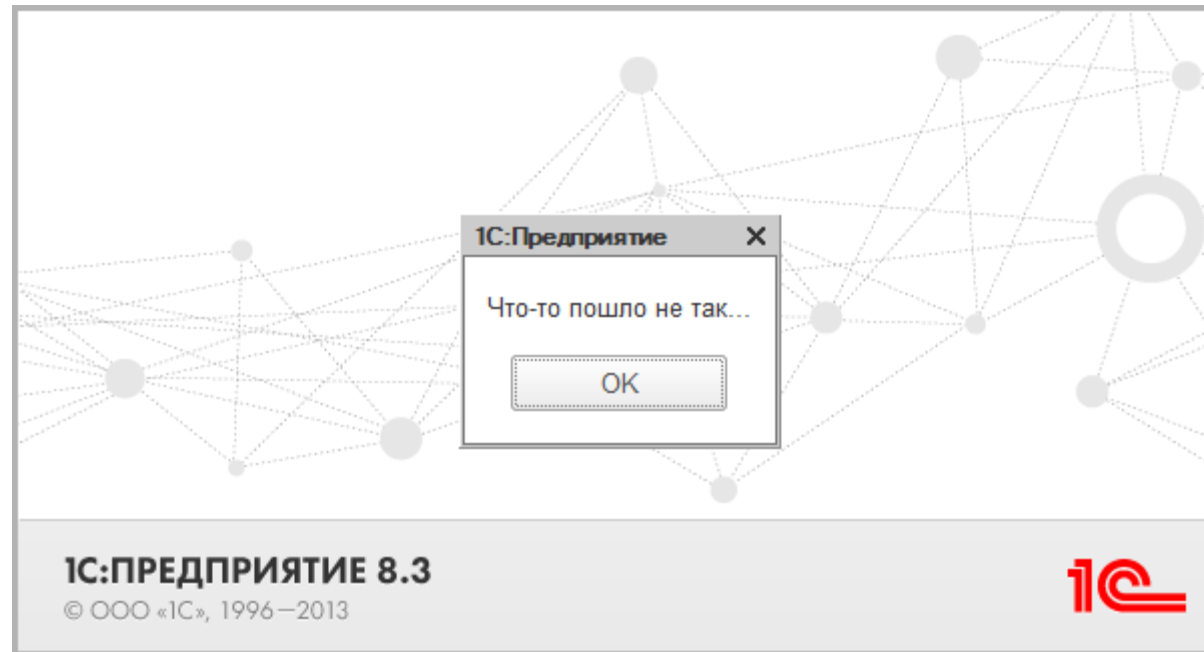 1С:Предприятие
Что-то пошло не так...
OK
1С:ПРЕДПРИЯТИЕ 8.3
© ООО «1С», 1996—2013
1С